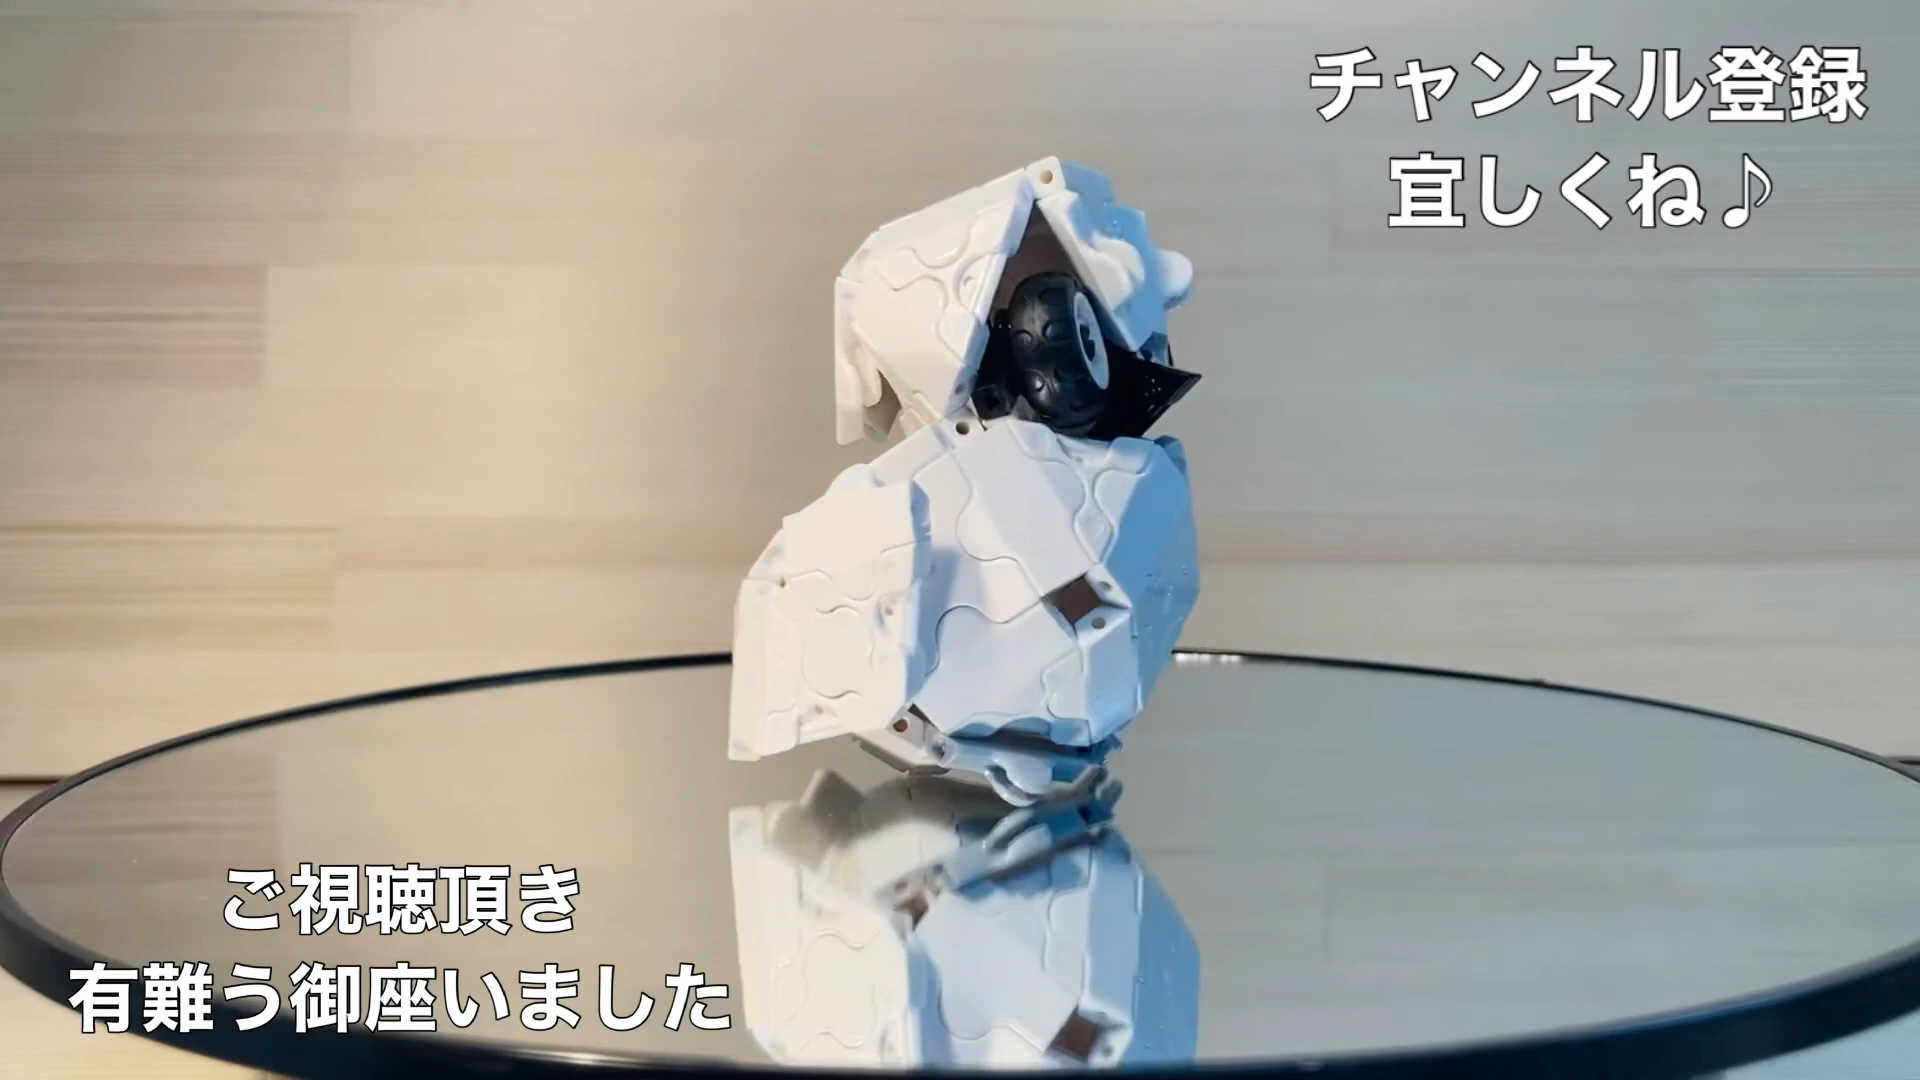 チャンネル登録
宜しくね♪
ご視聴頂き
有難う御座いました